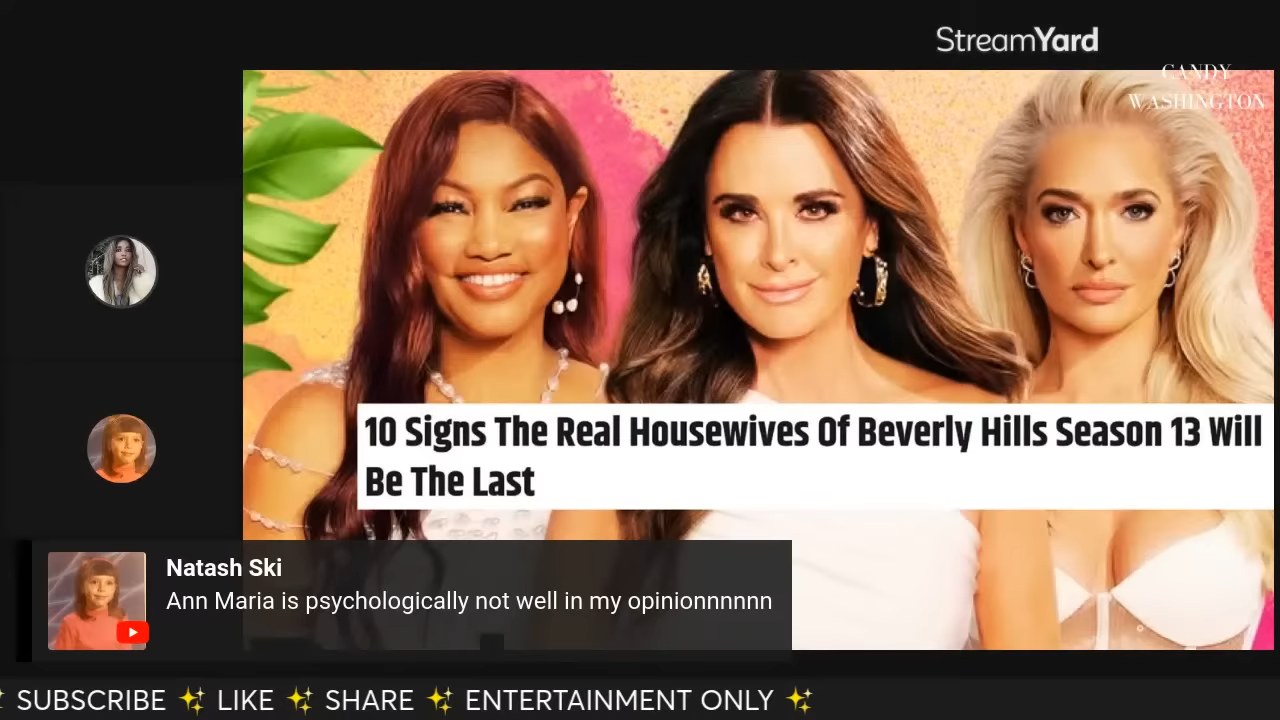 StreamYard
CANDY
WASHINGTON
10 Signs The Real Housewives Of Beverly Hills Season 13 Will
Be The Last
Natash Ski
Ann Maria is psychologically not well in my opinionnnnnn
SUBSCRIBE ✨ LIKE ✨ SHARE ✨ ENTERTAINMENT ONLY ✨